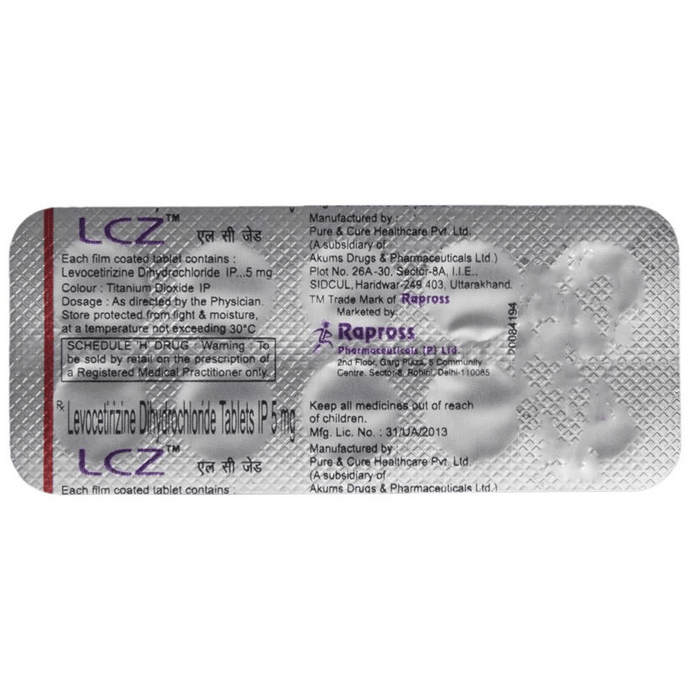 LCZ™ एल सी जेड
Each film coated tablet contains :
Levocetirizine Dihydrochloride IP...5 mg
Colour : Titanium Dioxide IP
Dosage : As directed by the Physician.
Store protected from light & moisture,
at a temperature not exceeding 30°C
SCHEDULE 'H' DRUG : Warning : To
be sold by retail on the prescription of
a Registered Medical Practitioner only.
Rx
Levocetirizine Dihydrochloride Tablets IP 5 mg
LCZ™ एल सी जेड
Each film coated tablet contains :
Manufactured by :
Pure & Cure Healthcare Pvt. Ltd.
(A subsidiary of
Akums Drugs & Pharmaceuticals Ltd.)
Plot No. 26A-30, Sector-8A, I.I.E.,
SIDCUL, Haridwar-249 403, Uttarakhand.
TM Trade Mark of Rapross
Marketed by:
Rapross
Pharmaceuticals (P) Ltd.
2nd Floor, Garg Plaza, 5 Community
Centre, Sector-8, Rohini, Delhi-110085
Keep all medicines out of reach
of children.
Mfg. Lic. No. : 31/UA/2013
Manufactured by :
Pure & Cure Healthcare Pvt. Ltd.
(A subsidiary of
Akums Drugs & Pharmaceuticals Ltd.)